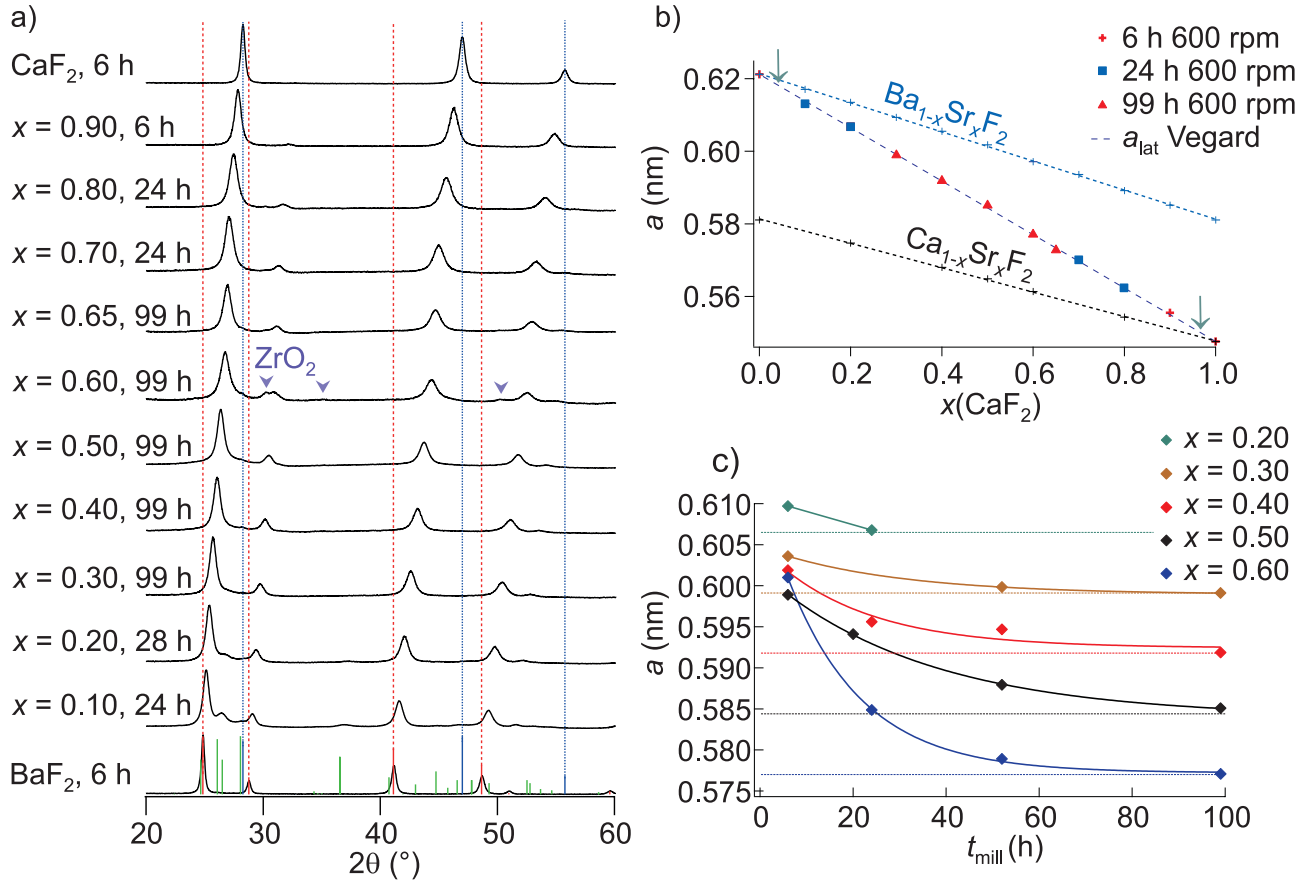 a)
CaF2, 6 h
x = 0.90, 6 h
x = 0.80, 24 h
x = 0.70, 24 h
x = 0.65, 99 h
x = 0.60, 99 h
ZrO2
x = 0.50, 99 h
x = 0.40, 99 h
x = 0.30, 99 h
x = 0.20, 28 h
x = 0.10, 24 h
BaF2, 6 h
20 30 40 50 60
2θ (°)
b)
6 h 600 rpm
24 h 600 rpm
99 h 600 rpm
alat Vegard
Ba1-xSrxF2
Ca1-xSrxF2
a (nm)
0.62
0.60
0.58
0.56
0.0 0.2 0.4 0.6 0.8 1.0
x(CaF2)
c)
x = 0.20
x = 0.30
x = 0.40
x = 0.50
x = 0.60
a (nm)
0.610
0.605
0.600
0.595
0.590
0.585
0.580
0.575
0 20 40 60 80 100
tmill (h)